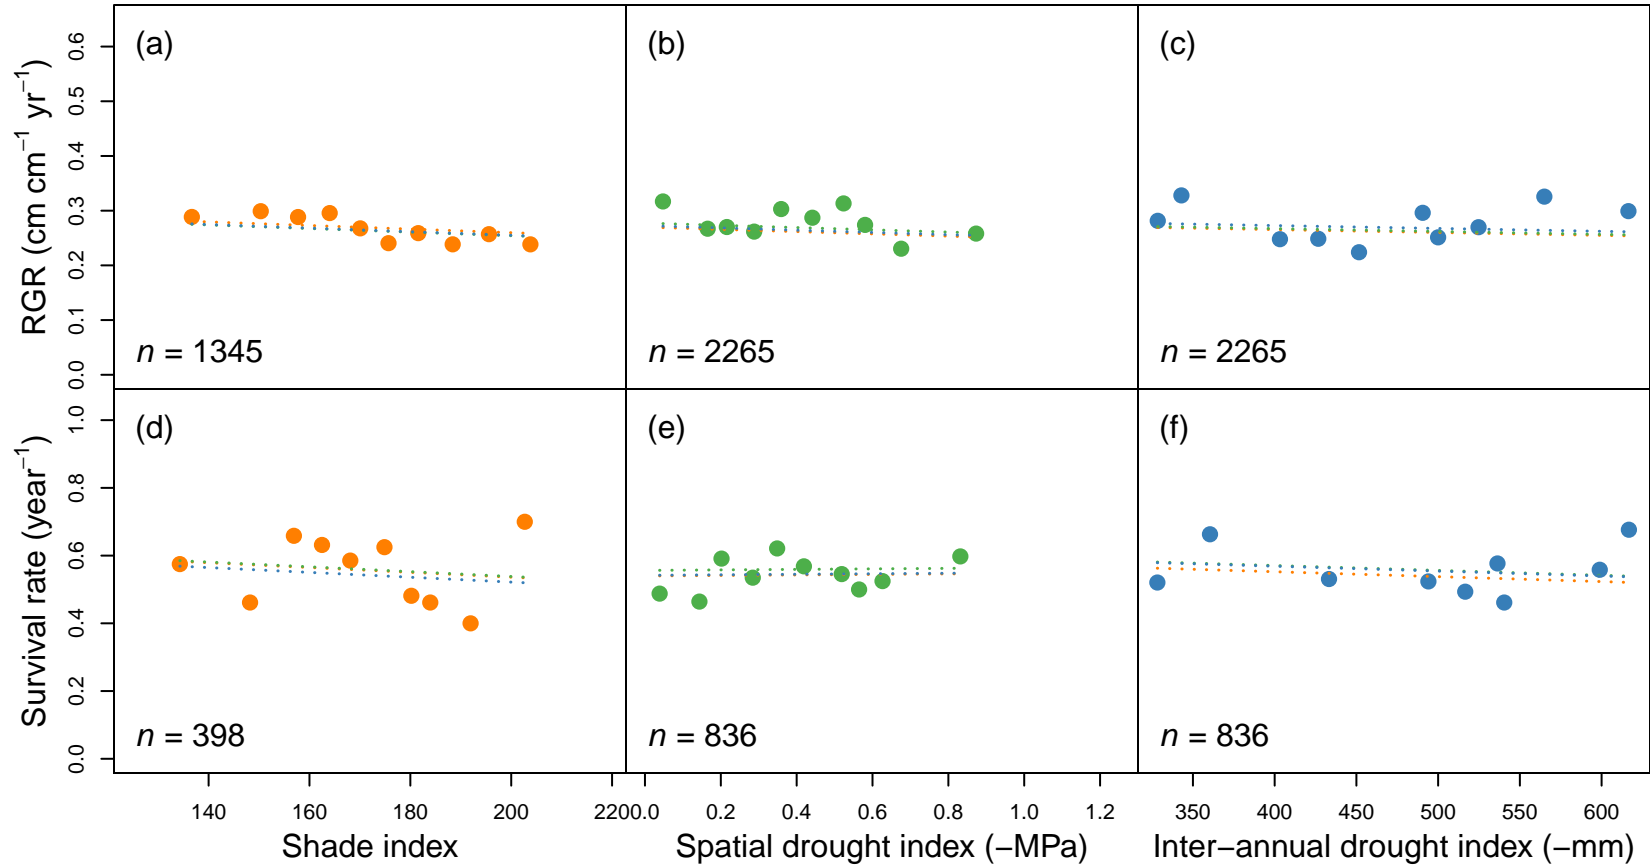 (a) (b) (c)
RGR (cm cm⁻¹ yr⁻¹)
0.6
0.5
0.4
0.3
0.2
0.1
0.0
n = 1345 n = 2265 n = 2265
(d) (e) (f)
Survival rate (year⁻¹)
1.0
0.8
0.6
0.4
0.2
0.0
n = 398 n = 836 n = 836
140 160 180 200 220 0.0 0.2 0.4 0.6 0.8 1.0 1.2 350 400 450 500 550 600
Shade index Spatial drought index (−MPa) Inter−annual drought index (−mm)